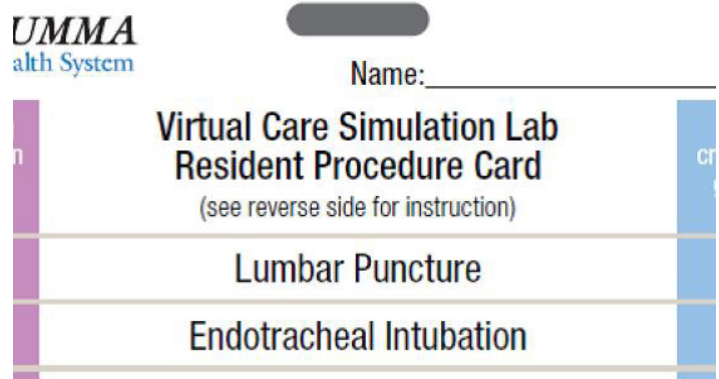 UMMA
alth System
Name:
Virtual Care Simulation Lab
Resident Procedure Card
(see reverse side for instruction)
Lumbar Puncture
Endotracheal Intubation